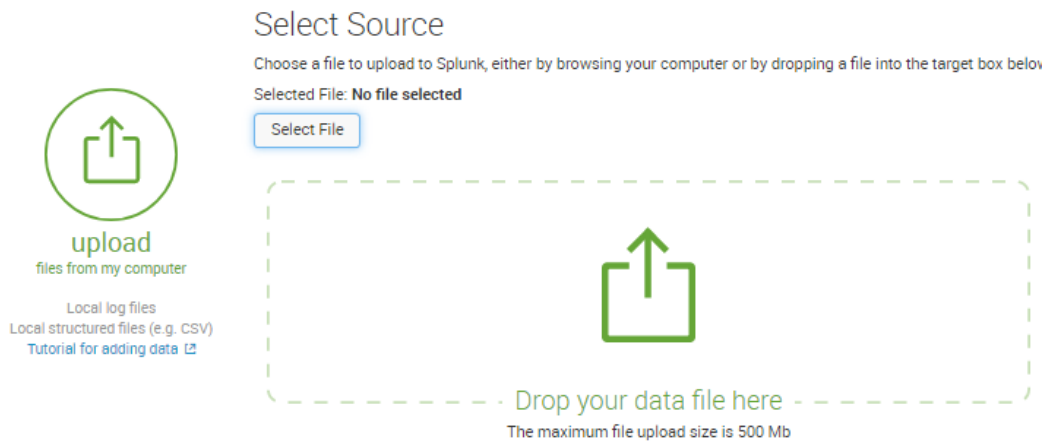 Select Source
Choose a file to upload to Splunk, either by browsing your computer or by dropping a file into the target box below
Selected File: No file selected
Select File
upload
files from my computer
Local log files
Local structured files (e.g. CSV)
Tutorial for adding data
Drop your data file here
The maximum file upload size is 500 Mb